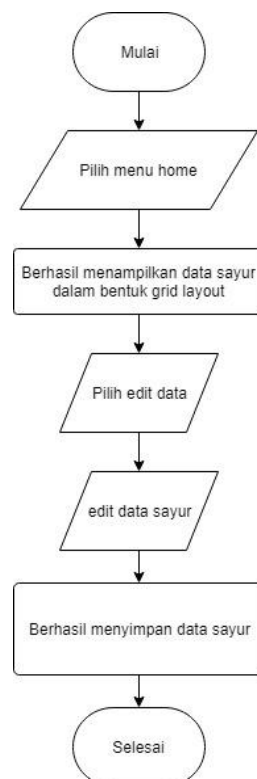 Mulai
Pilih menu home
Berhasil menampilkan data sayur
dalam bentuk grid layout
Pilih edit data
edit data sayur
Berhasil menyimpan data sayur
Selesai